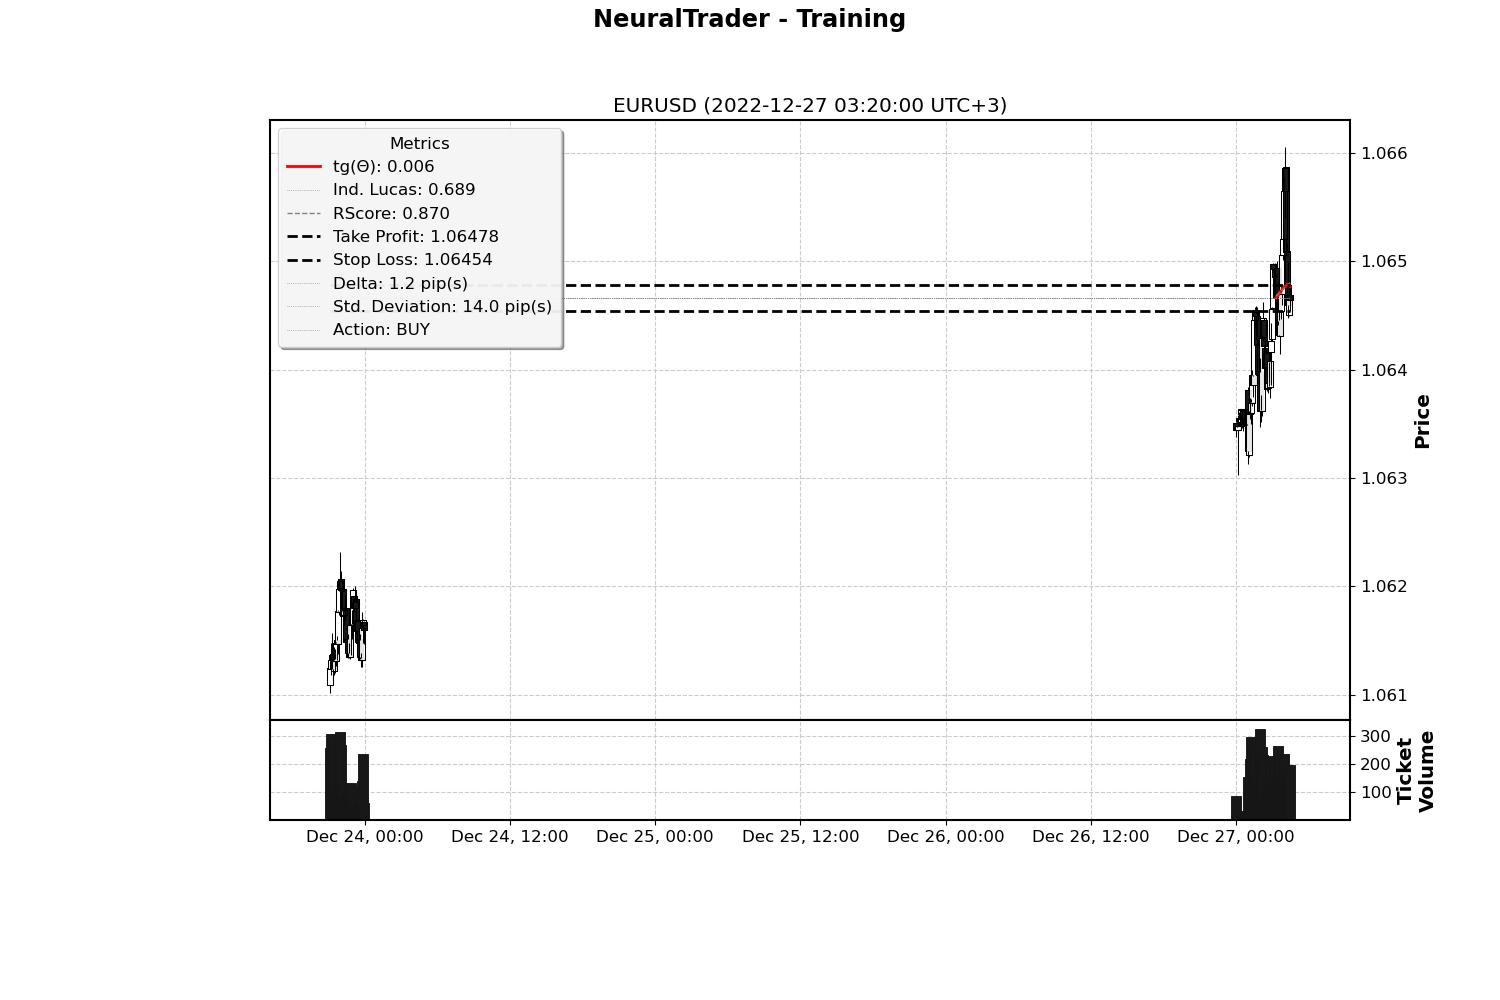 NeuralTrader - Training
EURUSD (2022-12-27 03:20:00 UTC+3)
Metrics
tg(Θ): 0.006
Ind. Lucas: 0.689
RScore: 0.870
Take Profit: 1.06478
Stop Loss: 1.06454
Delta: 1.2 pip(s)
Std. Deviation: 14.0 pip(s)
Action: BUY
1.066
1.065
1.064
1.063
1.062
1.061
Price
300
200
100
Ticket
Volume
Dec 24, 00:00
Dec 24, 12:00
Dec 25, 00:00
Dec 25, 12:00
Dec 26, 00:00
Dec 26, 12:00
Dec 27, 00:00